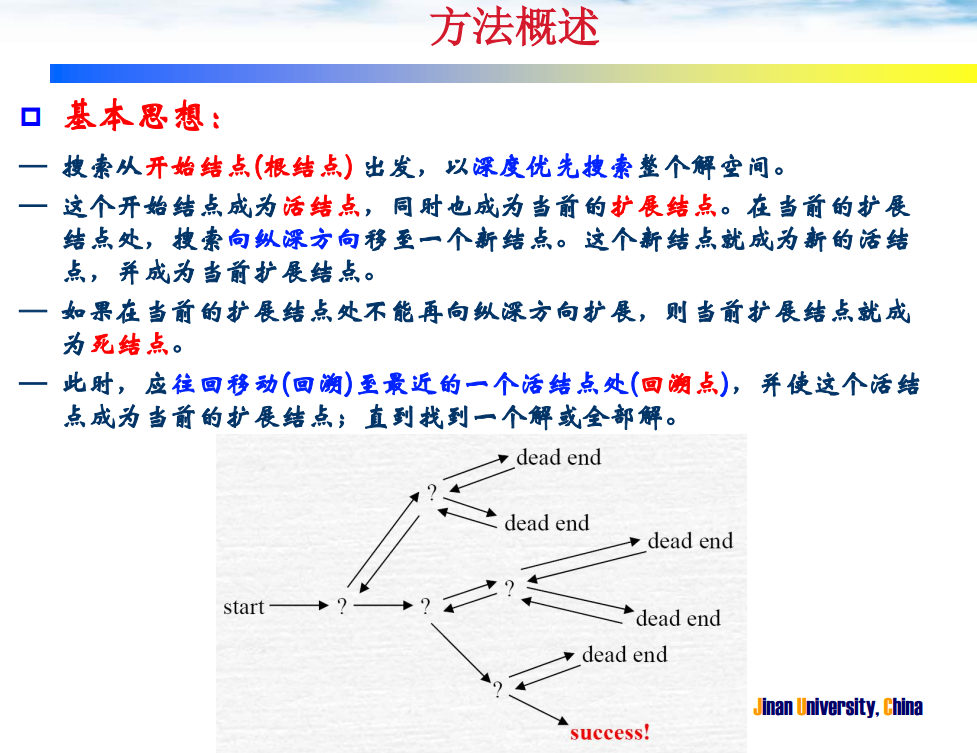 方法概述
基本思想：
— 搜索从开始结点(根结点) 出发，以深度优先搜索整个解空间。
— 这个开始结点成为活结点，同时也成为当前的扩展结点。在当前的扩展
结点处，搜索向纵深方向移至一个新结点。这个新结点就成为新的活结
点，并成为当前扩展结点。
— 如果在当前的扩展结点处不能再向纵深方向扩展，则当前扩展结点就成
为死结点。
— 此时，应往回移动(回溯)至最近的一个活结点处(回溯点)，并使这个活结
点成为当前的扩展结点；直到找到一个解或全部解。
dead end
?
dead end
dead end
?
start
?
?
dead end
dead end
?
success!
Jinan University, China